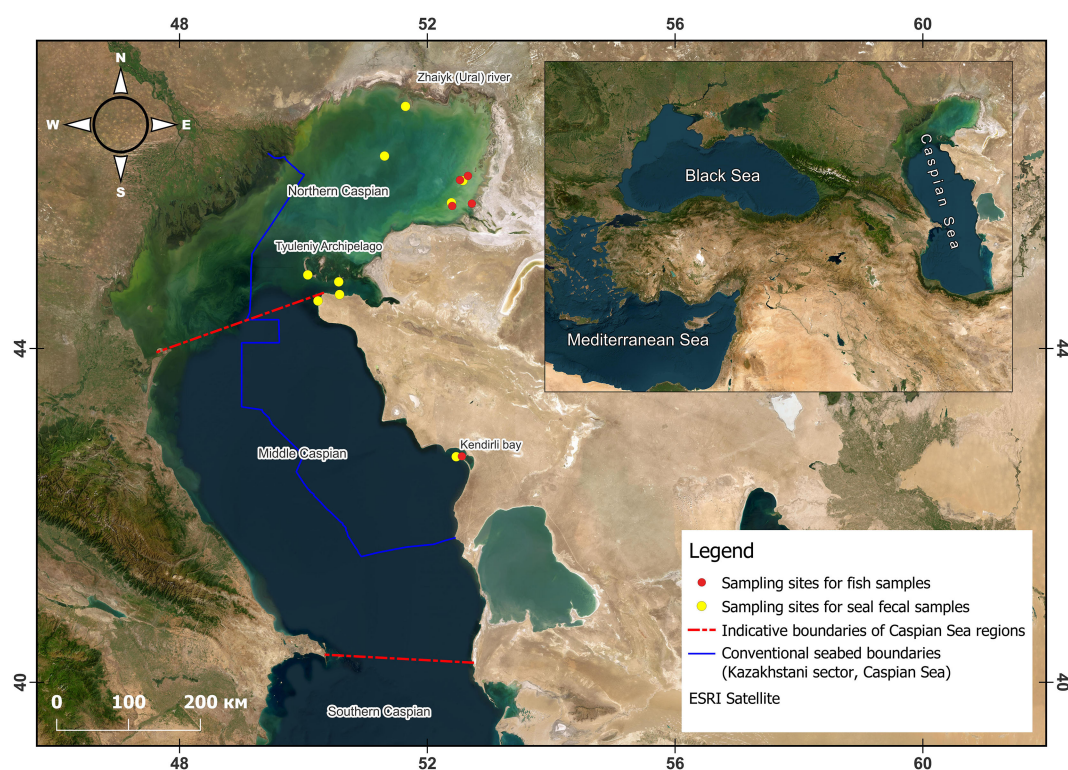 48
52
56
60
N
W
E
S
Zhaiyk (Ural) river
Northern Caspian
Tyuleniy Archipelago
Black Sea
Caspian Sea
Mediterranean Sea
44
44
Middle Caspian
Kendirli bay
Legend
Sampling sites for fish samples
Sampling sites for seal fecal samples
Indicative boundaries of Caspian Sea regions
Conventional seabed boundaries
(Kazakhstani sector, Caspian Sea)
ESRI Satellite
40
40
0 100 200 км
Southern Caspian
48
52
56
60